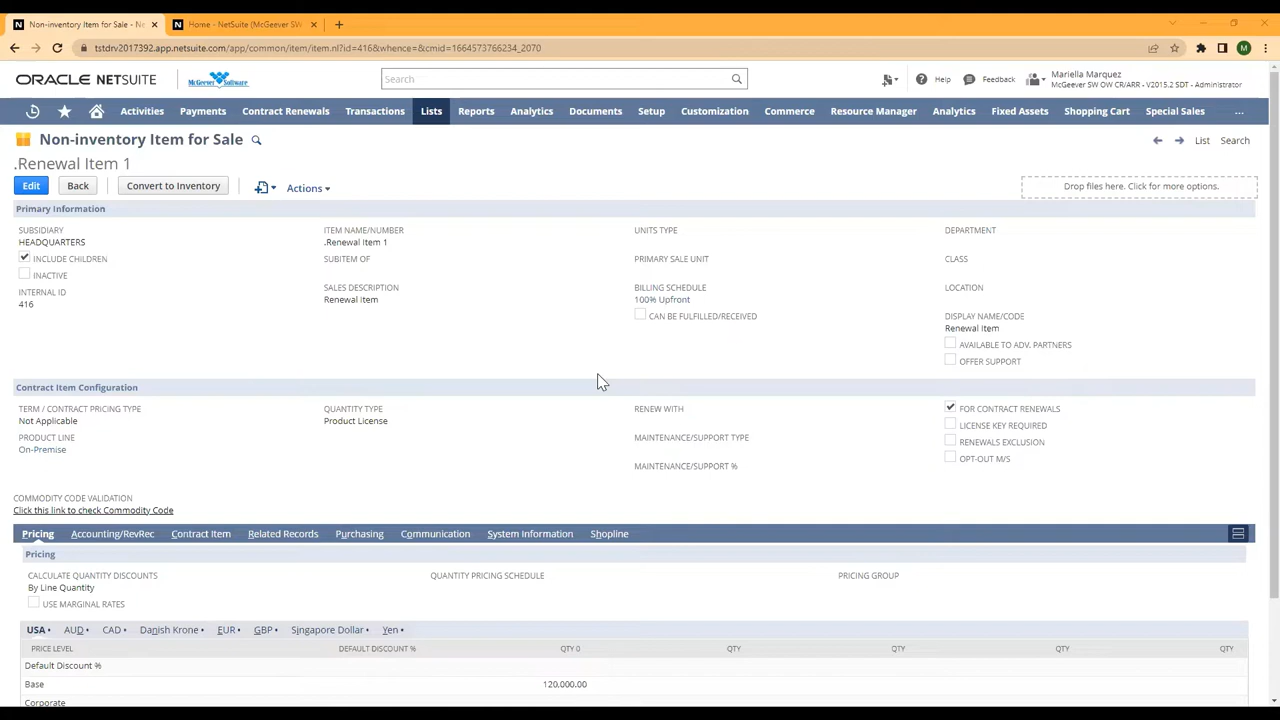 N Non-inventory Item for Sale - Ne × N Home - NetSuite (McGeever SW × +
tstdrv2017392.app.netsuite.com/app/common/item/item.nl?id=416&whence=&cmid=1664573766234_2070 M
ORACLE NETSUITE McGeever Software Search Help Feedback Mariella Marquez
McGeever SW OW CR/ARR - V2015.2 SDT - Administrator
Activities Payments Contract Renewals Transactions Lists Reports Analytics Documents Setup Customization Commerce Resource Manager Analytics Fixed Assets Shopping Cart Special Sales ...
Non-inventory Item for Sale List Search
.Renewal Item 1
Edit Back Convert to Inventory Actions Drop files here. Click for more options.
Primary Information
SUBSIDIARY
HEADQUARTERS
INCLUDE CHILDREN
INACTIVE
INTERNAL ID
416
ITEM NAME/NUMBER
.Renewal Item 1
SUBITEM OF
SALES DESCRIPTION
Renewal Item
UNITS TYPE
PRIMARY SALE UNIT
BILLING SCHEDULE
100% Upfront
CAN BE FULFILLED/RECEIVED
DEPARTMENT
CLASS
LOCATION
DISPLAY NAME/CODE
Renewal Item
AVAILABLE TO ADV. PARTNERS
OFFER SUPPORT
Contract Item Configuration
TERM / CONTRACT PRICING TYPE
Not Applicable
PRODUCT LINE
On-Premise
QUANTITY TYPE
Product License
RENEW WITH
MAINTENANCE/SUPPORT TYPE
MAINTENANCE/SUPPORT %
FOR CONTRACT RENEWALS
LICENSE KEY REQUIRED
RENEWALS EXCLUSION
OPT-OUT M/S
COMMODITY CODE VALIDATION
Click this link to check Commodity Code
Pricing Accounting/RevRec Contract Item Related Records Purchasing Communication System Information Shopline
Pricing
CALCULATE QUANTITY DISCOUNTS
By Line Quantity
USE MARGINAL RATES
QUANTITY PRICING SCHEDULE
PRICING GROUP
USA • AUD • CAD • Danish Krone • EUR • GBP • Singapore Dollar • Yen •
PRICE LEVEL DEFAULT DISCOUNT % QTY 0 QTY QTY QTY QTY
Default Discount %
Base 120,000.00
Corporate